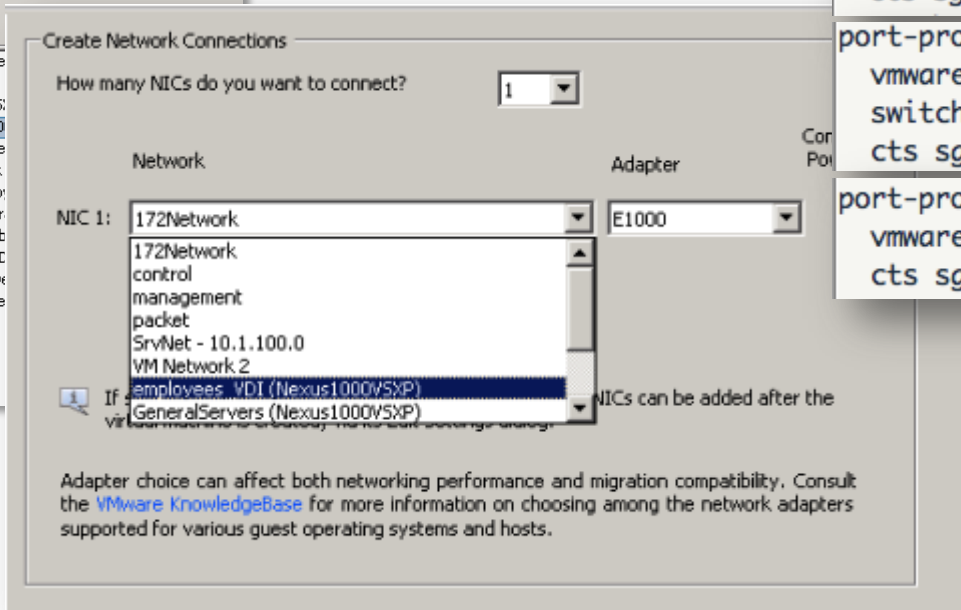 Create Network Connections
How many NICs do you want to connect?
1
Network
Adapter
NIC 1:
172Network
E1000
172Network
control
management
packet
SrvNet - 10.1.100.0
VM Network 2
employees_VDI (Nexus1000VSXP)
GeneralServers (Nexus1000VSXP)
If
NICs can be added after the
Adapter choice can affect both networking performance and migration compatibility. Consult
the VMware KnowledgeBase for more information on choosing among the network adapters
supported for various guest operating systems and hosts.
port-pro
vmware
switch
cts sg
port-pro
vmware
cts sg